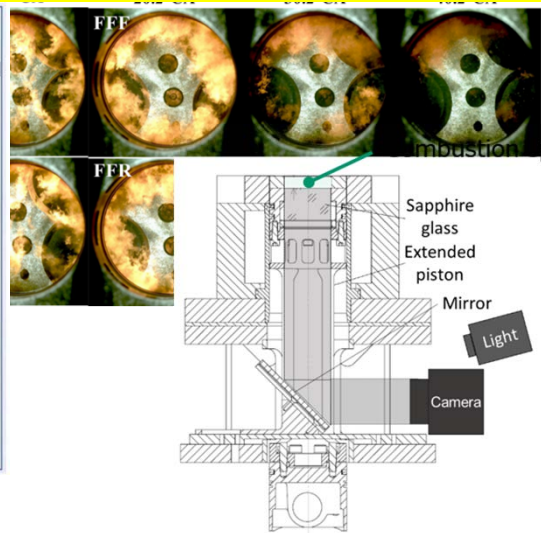 FFF
FFR
Combustion
Sapphire
glass
Extended
piston
Mirror
Light
Camera